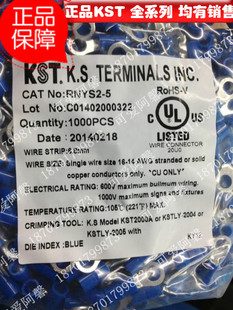 正品保障
正品KST 全系列 均有销售
KST. K.S. TERMINALS INC.
CAT No: RNYS2-5
RoHS-V
Lot No: C01402000322
Quantity: 1000PCS
Date : 20140218
UL
LISTED
WIRE CONNECTOR
WIRE STRIP:
WIRE SIZE: Single wire size 16-14 AWG stranded or solid
copper conductors only. "CU ONLY"
ELECTRICAL RATING: 600V maximum building wiring.
1000V maximum signs and fixtures
TEMPERATURE RATING: 105℃ (221℉) MAX.
CRIMPING TOOL: K.S Model KST2000A or KSTLY-2004 or
KSTLY-2005 with
DIE INDEX : BLUE